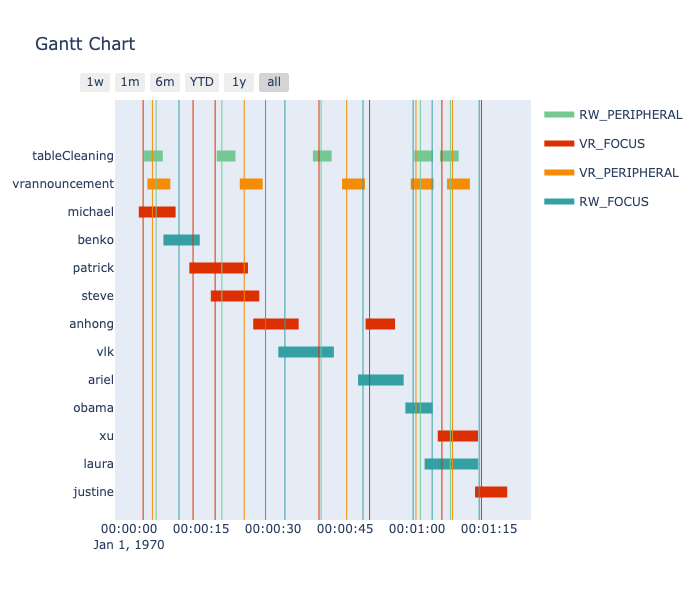 Gantt Chart
1w 1m 6m YTD 1y all
RW_PERIPHERAL
VR_FOCUS
VR_PERIPHERAL
RW_FOCUS
tableCleaning
vrannouncement
michael
benko
patrick
steve
anhong
vlk
ariel
obama
xu
laura
justine
00:00:00 00:00:15 00:00:30 00:00:45 00:01:00 00:01:15
Jan 1, 1970